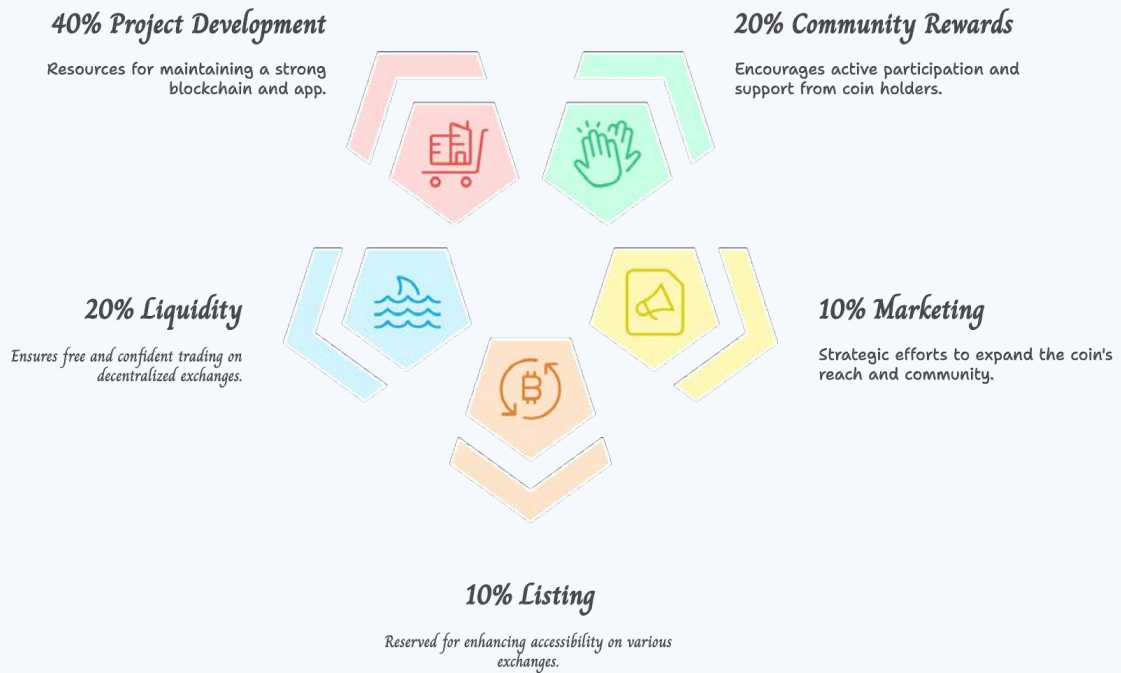 40% Project Development
Resources for maintaining a strong
blockchain and app.
20% Community Rewards
Encourages active participation and
support from coin holders.
20% Liquidity
Ensures free and confident trading on
decentralized exchanges.
10% Marketing
Strategic efforts to expand the coin's
reach and community.
10% Listing
Reserved for enhancing accessibility on various
exchanges.